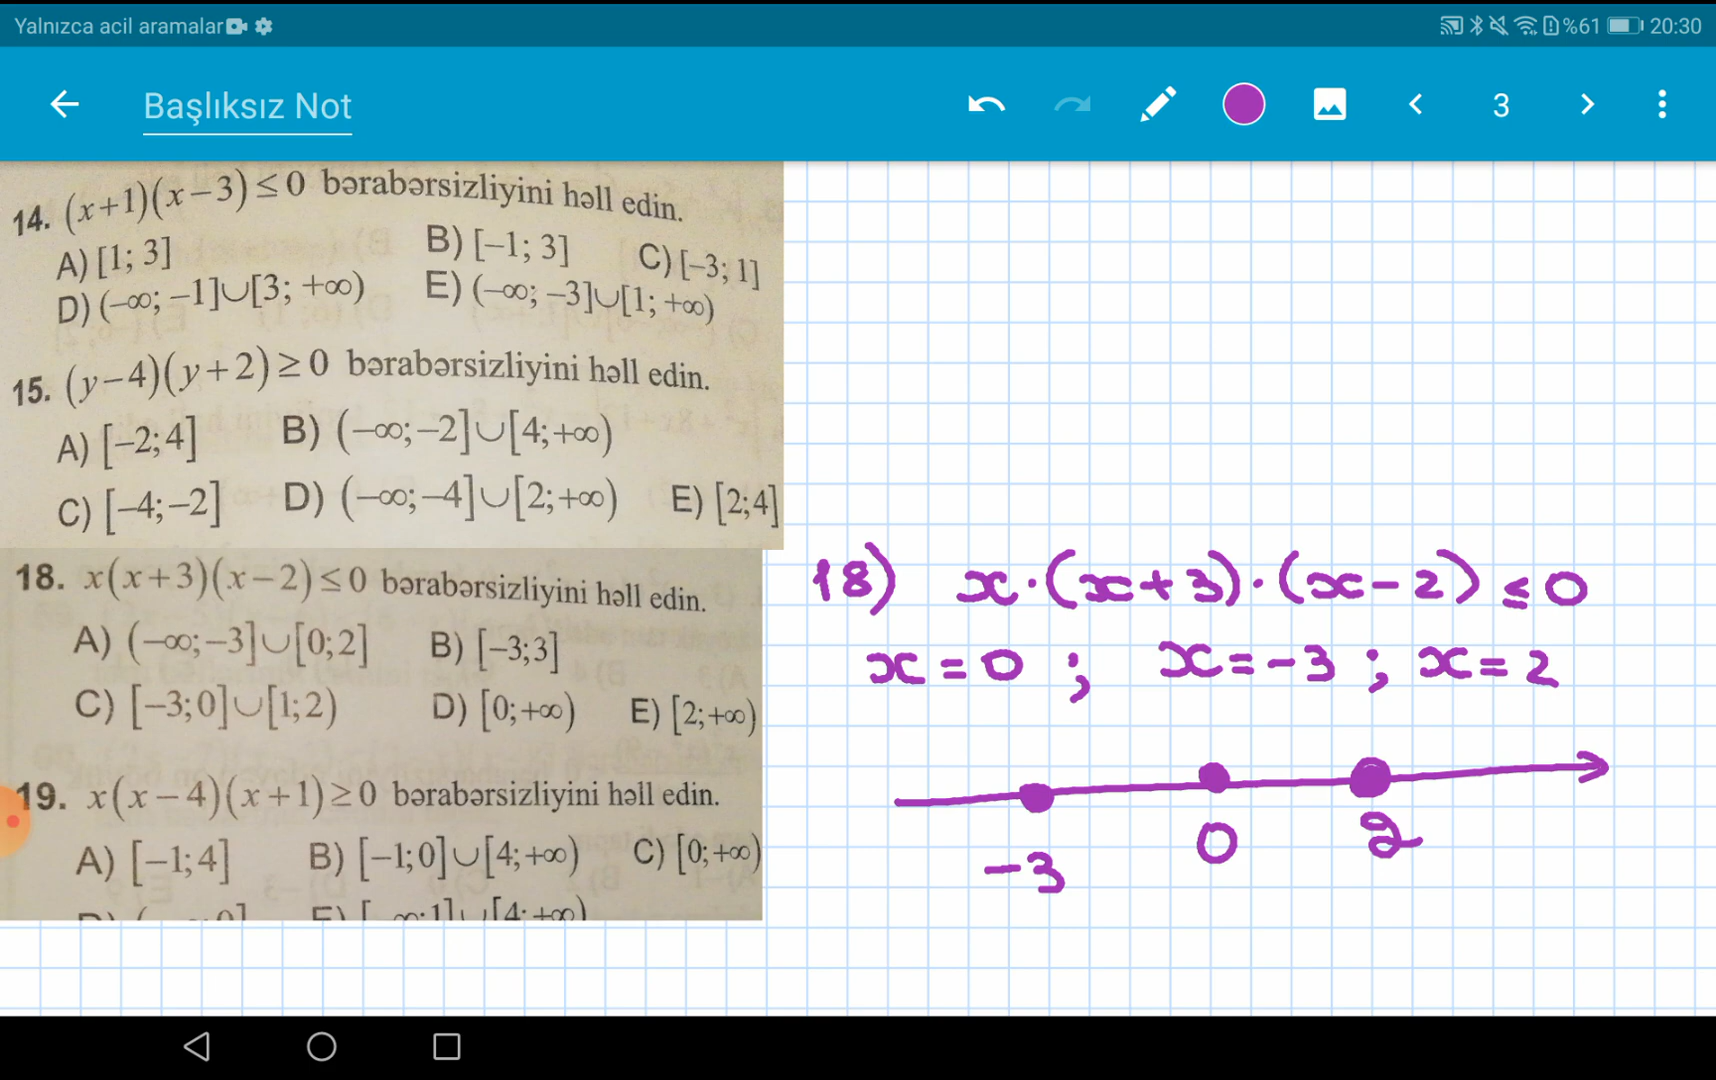 Yalnızca acil aramalar
%61 20:30
Başlıksız Not
3
14. (x+1)(x−3)≤0 bərabərsizliyini həll edin.
A) [1; 3] B) [−1; 3] C) [−3; 1]
D) (−∞; −1]∪[3; +∞) E) (−∞; −3]∪[1; +∞)
15. (y−4)(y+2)≥0 bərabərsizliyini həll edin.
A) [−2;4] B) (−∞;−2]∪[4;+∞)
C) [−4;−2] D) (−∞;−4]∪[2;+∞) E) [2;4]
18. x(x+3)(x−2)≤0 bərabərsizliyini həll edin.
A) (−∞;−3]∪[0;2] B) [−3;3]
C) [−3;0]∪[1;2) D) [0;+∞) E) [2;+∞)
19. x(x−4)(x+1)≥0 bərabərsizliyini həll edin.
A) [−1;4] B) [−1;0]∪[4;+∞) C) [0;+∞)
18) x·(x+3)·(x−2)≤0
x=0 ; x=−3 ; x=2
−3 0 2